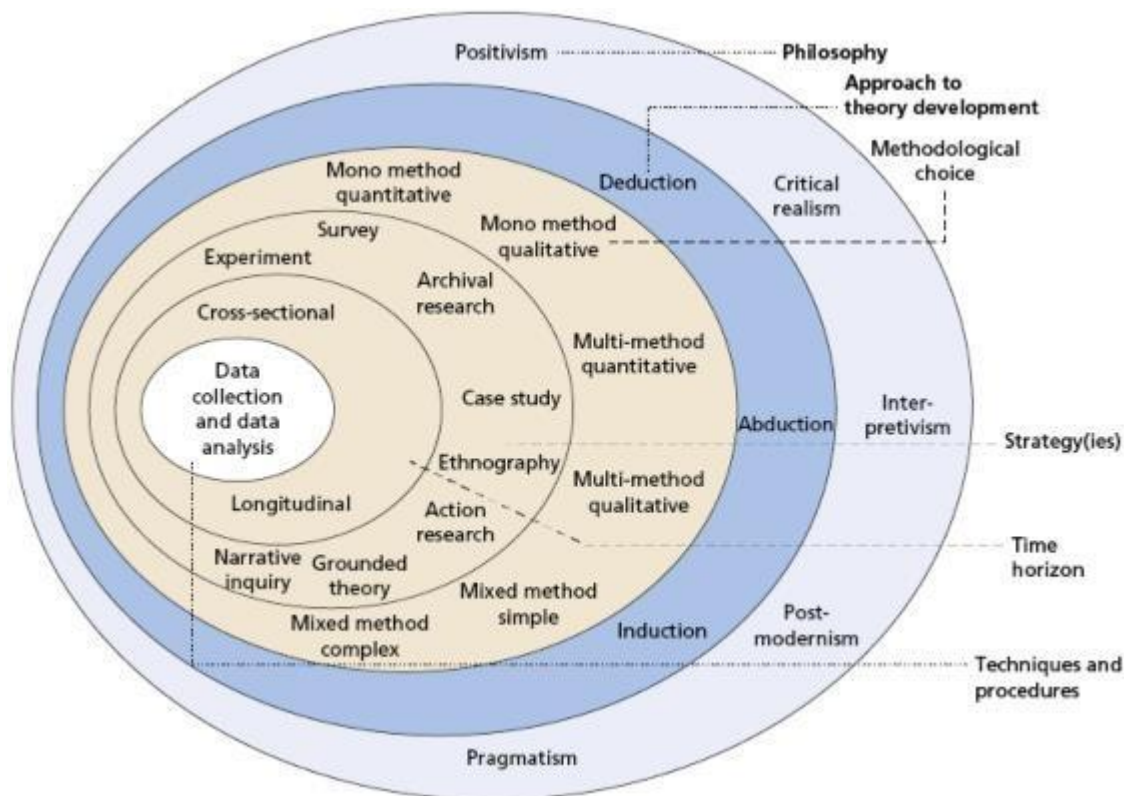 Positivism
Philosophy
Approach to
theory development
Methodological
choice
Mono method
quantitative
Deduction
Critical
realism
Mono method
qualitative
Survey
Experiment
Archival
research
Cross-sectional
Multi-method
quantitative
Data
collection
and data
analysis
Case study
Abduction
Inter-
pretivism
Strategy(ies)
Ethnography
Multi-method
qualitative
Longitudinal
Action
research
Time
horizon
Narrative
inquiry
Grounded
theory
Mixed method
simple
Mixed method
complex
Induction
Post-
modernism
Techniques and
procedures
Pragmatism